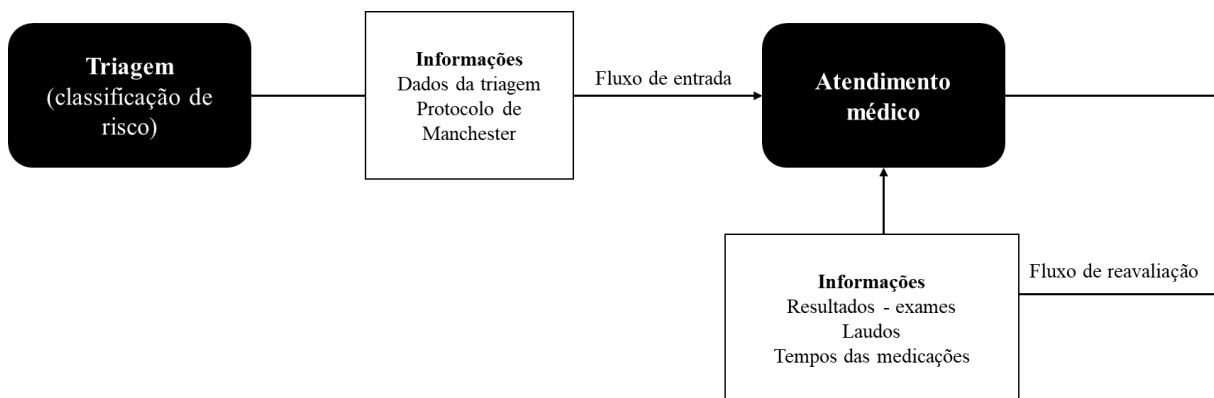 Triagem
(classificação de
risco)
Informações
Dados da triagem
Protocolo de
Manchester
Fluxo de entrada
Atendimento
médico
Informações
Resultados - exames
Laudos
Tempos das medicações
Fluxo de reavaliação